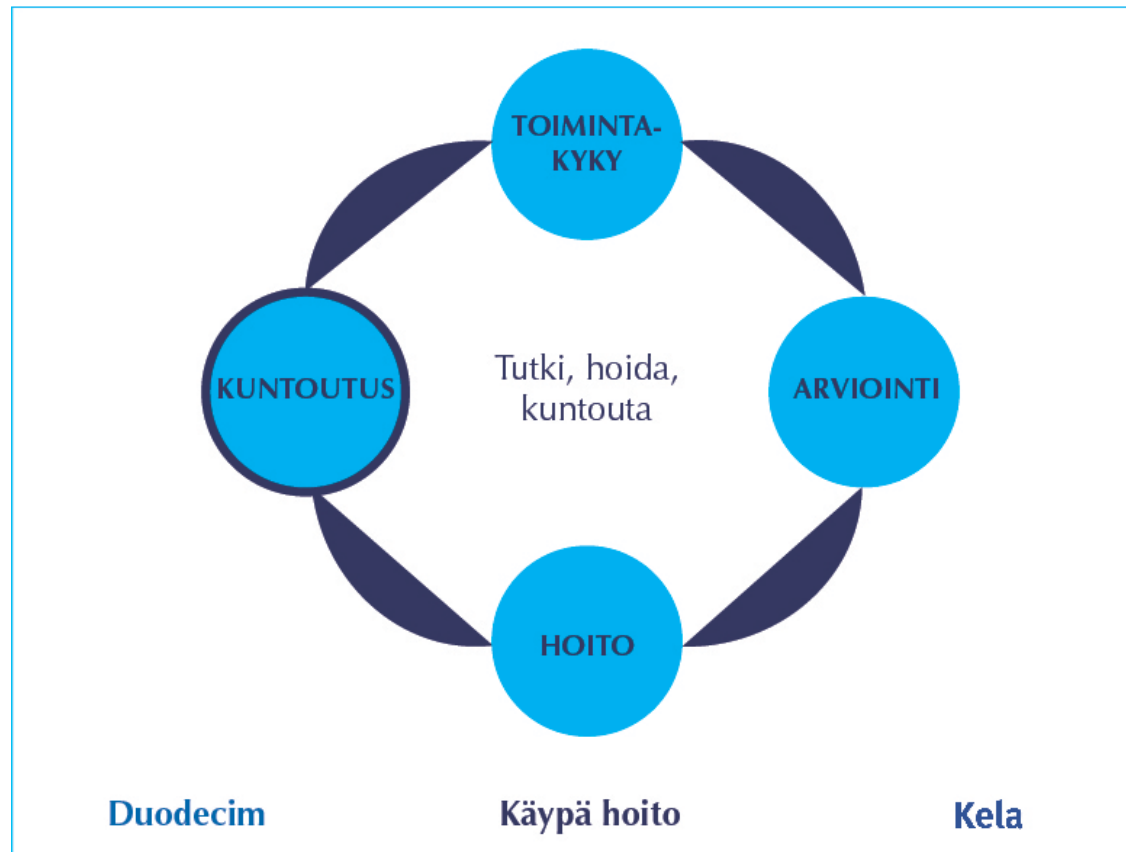 TOIMINTA-
KYKY
KUNTOUTUS
Tutki, hoida,
kuntouta
ARVIOINTI
HOITO
Duodecim
Käypä hoito
Kela